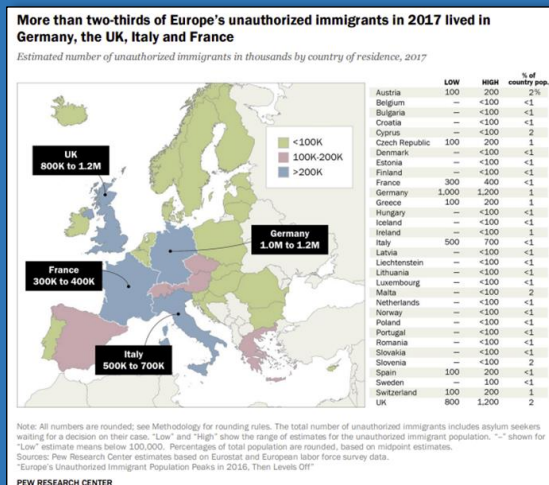 More than two-thirds of Europe's unauthorized immigrants in 2017 lived in
Germany, the UK, Italy and France
Estimated number of unauthorized immigrants in thousands by country of residence, 2017
<100K
100K-200K
>200K
UK
800K to 1.2M
Germany
1.0M to 1.2M
France
300K to 400K
Italy
500K to 700K
% of
LOW HIGH country pop.
Austria 100 200 2%
Belgium – <100 <1
Bulgaria – <100 <1
Croatia – <100 <1
Cyprus – <100 2
Czech Republic 100 200 1
Denmark – <100 <1
Estonia – <100 <1
Finland – <100 <1
France 300 400 <1
Germany 1,000 1,200 1
Greece 100 200 1
Hungary – <100 <1
Iceland – <100 <1
Ireland – <100 1
Italy 500 700 <1
Latvia – <100 <1
Liechtenstein – <100 <1
Lithuania – <100 <1
Luxembourg – <100 <1
Malta – <100 2
Netherlands – <100 <1
Norway – <100 <1
Poland – <100 <1
Portugal – <100 <1
Romania – <100 <1
Slovakia – <100 <1
Slovenia – <100 2
Spain 100 200 <1
Sweden – 100 <1
Switzerland 100 200 1
UK 800 1,200 2
Note: All numbers are rounded; see Methodology for rounding rules. The total number of unauthorized immigrants includes asylum seekers
waiting for a decision on their case. "Low" and "High" show the range of estimates for the unauthorized immigrant population. "–" shown for
"Low" estimate means below 100,000. Percentages of total population are rounded, based on midpoint estimates.
Sources: Pew Research Center estimates based on Eurostat and European labor force survey data.
"Europe's Unauthorized Immigrant Population Peaks in 2016, Then Levels Off"
PEW RESEARCH CENTER